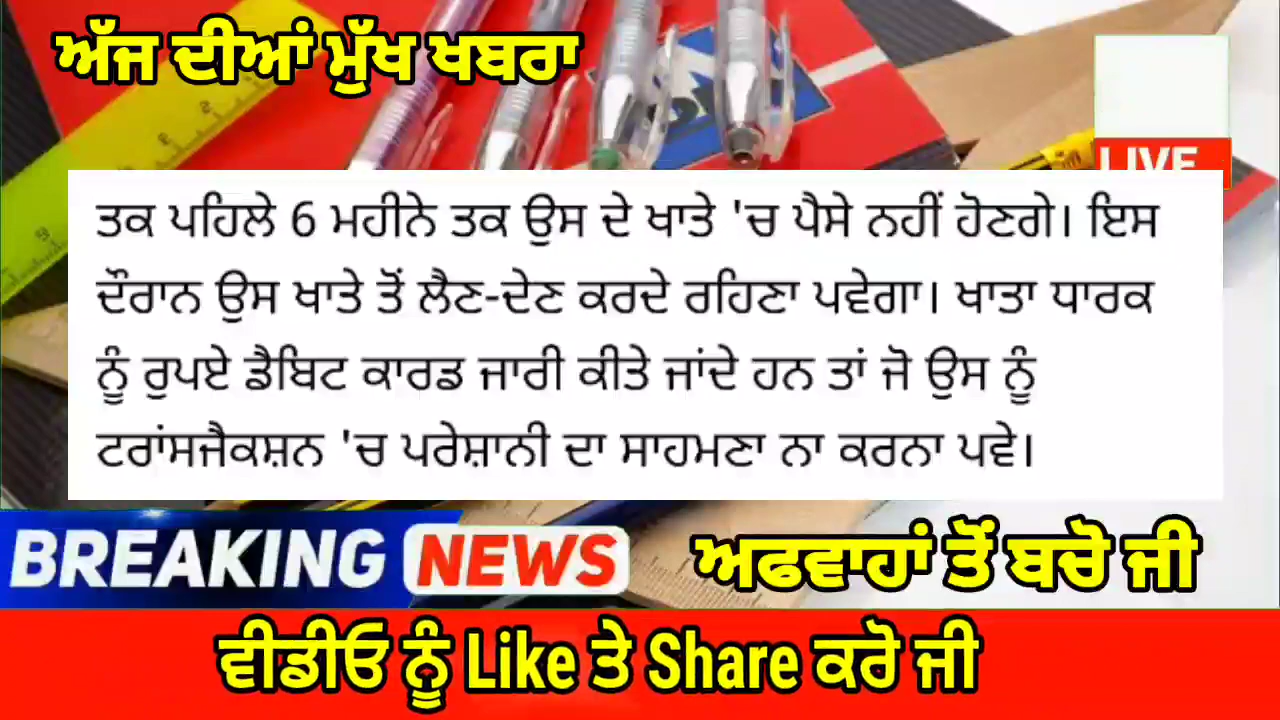 ਅੱਜ ਦੀਆਂ ਮੁੱਖ ਖਬਰਾ
LIVE
ਤਕ ਪਹਿਲੇ 6 ਮਹੀਨੇ ਤਕ ਉਸ ਦੇ ਖਾਤੇ 'ਚ ਪੈਸੇ ਨਹੀਂ ਹੋਣਗੇ। ਇਸ
ਦੌਰਾਨ ਉਸ ਖਾਤੇ ਤੋਂ ਲੈਣ-ਦੇਣ ਕਰਦੇ ਰਹਿਣਾ ਪਵੇਗਾ। ਖਾਤਾ ਧਾਰਕ
ਨੂੰ ਰੁਪਏ ਡੈਬਿਟ ਕਾਰਡ ਜਾਰੀ ਕੀਤੇ ਜਾਂਦੇ ਹਨ ਤਾਂ ਜੋ ਉਸ ਨੂੰ
ਟਰਾਂਸਜੈਕਸ਼ਨ 'ਚ ਪਰੇਸ਼ਾਨੀ ਦਾ ਸਾਹਮਣਾ ਨਾ ਕਰਨਾ ਪਵੇ।
BREAKING NEWS
ਅਫਵਾਹਾਂ ਤੋਂ ਬਚੋ ਜੀ
ਵੀਡੀਓ ਨੂੰ Like ਤੇ Share ਕਰੋ ਜੀ